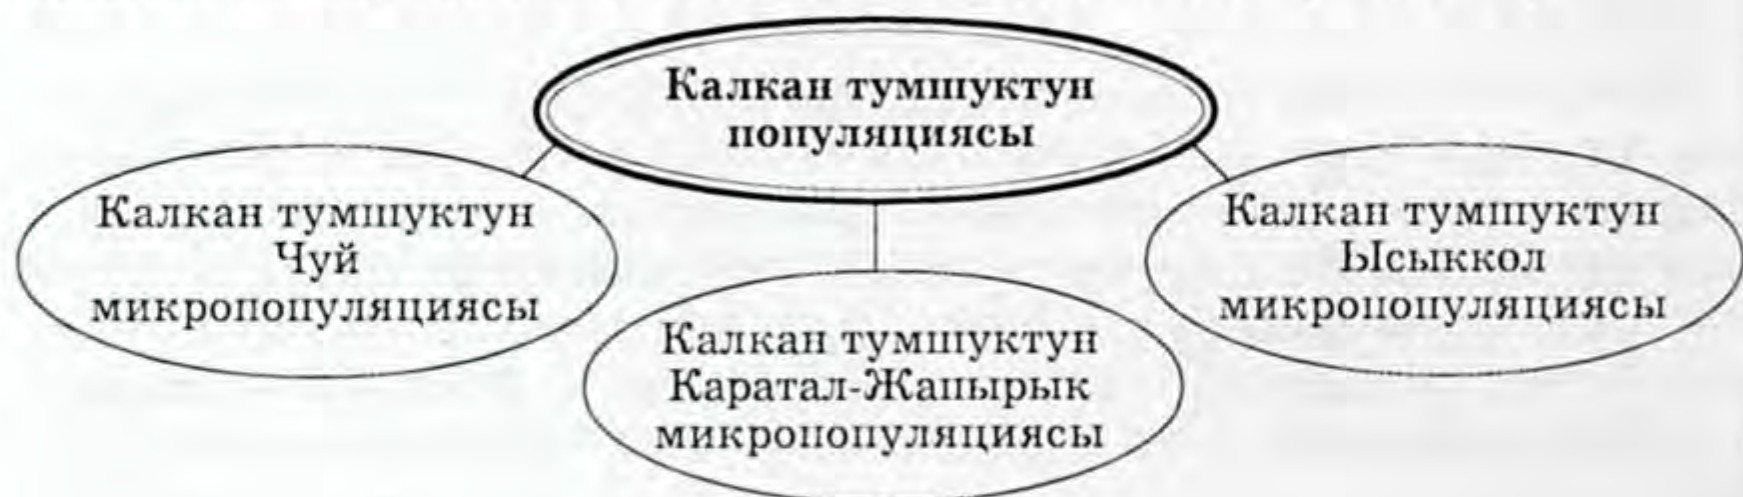 Калкан тумшуктун
популяциясы
Калкан тумшуктун
Чуй
микропопуляциясы
Калкан тумшуктун
Каратал-Жапырык
микропопуляциясы
Калкан тумшуктун
Ысыккол
микропопуляциясы